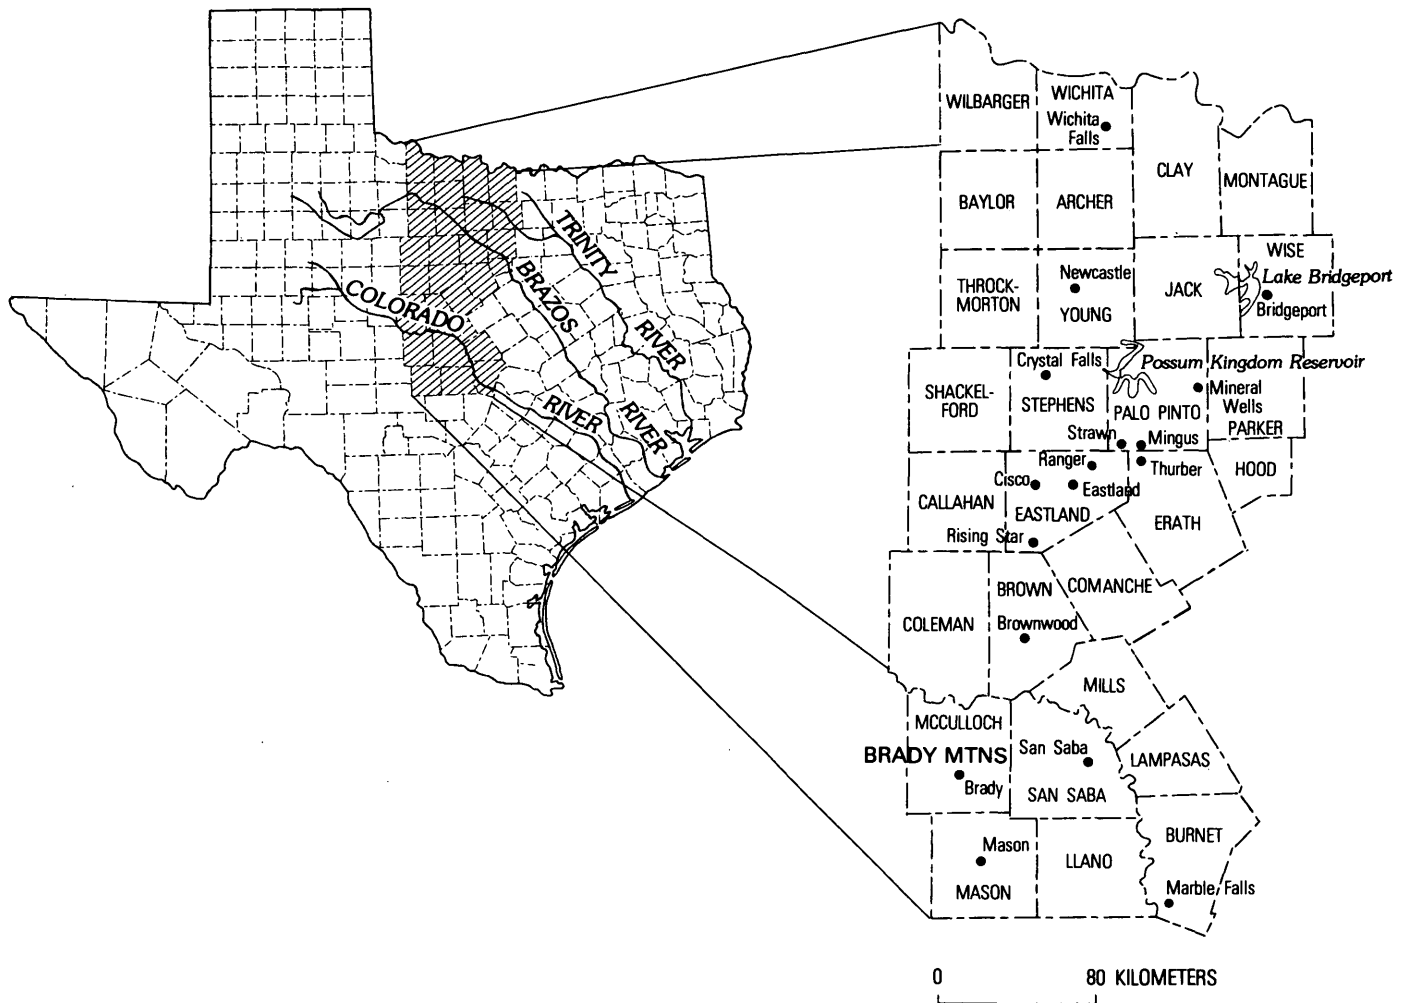 TRINITY
RIVER
BRAZOS
RIVER
COLORADO
RIVER
WILBARGER
WICHITA
Wichita
Falls
CLAY
MONTAGUE
BAYLOR
ARCHER
WISE
Lake Bridgeport
Bridgeport
THROCK-
MORTON
Newcastle
YOUNG
JACK
Crystal Falls
Possum Kingdom Reservoir
SHACKEL-
FORD
STEPHENS
PALO PINTO
Mineral
Wells
PARKER
Strawn
Mingus
Ranger
Thurber
HOOD
Cisco
Eastland
CALLAHAN
EASTLAND
ERATH
Rising Star
BROWN
COMANCHE
COLEMAN
Brownwood
MILLS
MCCULLOCH
BRADY MTNS
San Saba
LAMPASAS
Brady
SAN SABA
BURNET
Mason
LLANO
MASON
Marble Falls
0 80 KILOMETERS